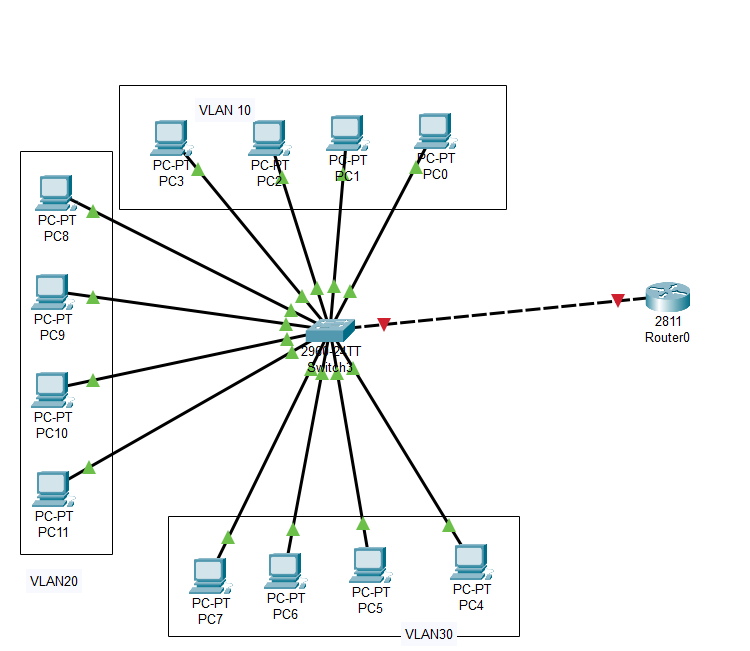 VLAN 10
PC-PT
PC3
PC-PT
PC2
PC-PT
PC1
PC-PT
PC0
PC-PT
PC8
PC-PT
PC9
PC-PT
PC10
PC-PT
PC11
VLAN20
2960-24TT
Switch3
2811
Router0
PC-PT
PC7
PC-PT
PC6
PC-PT
PC5
PC-PT
PC4
VLAN30